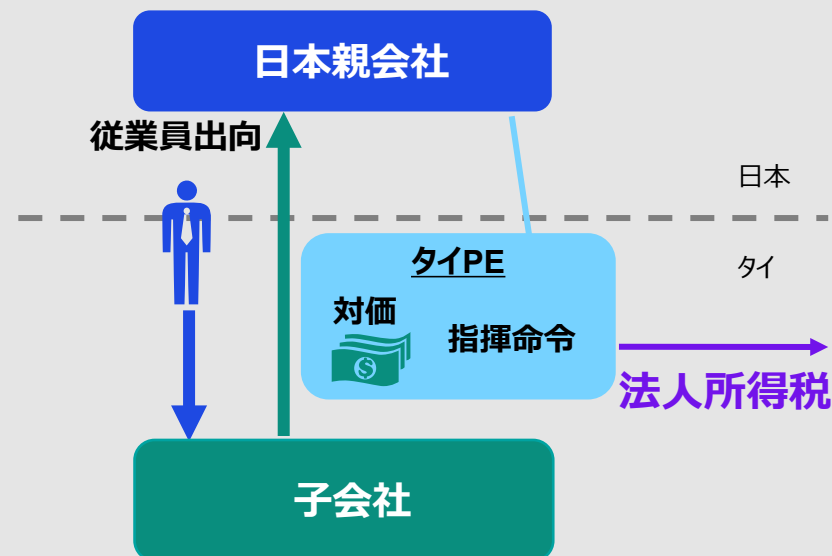 日本親会社
従業員出向
日本
タイ
タイPE
対価
指揮命令
$
法人所得税
子会社